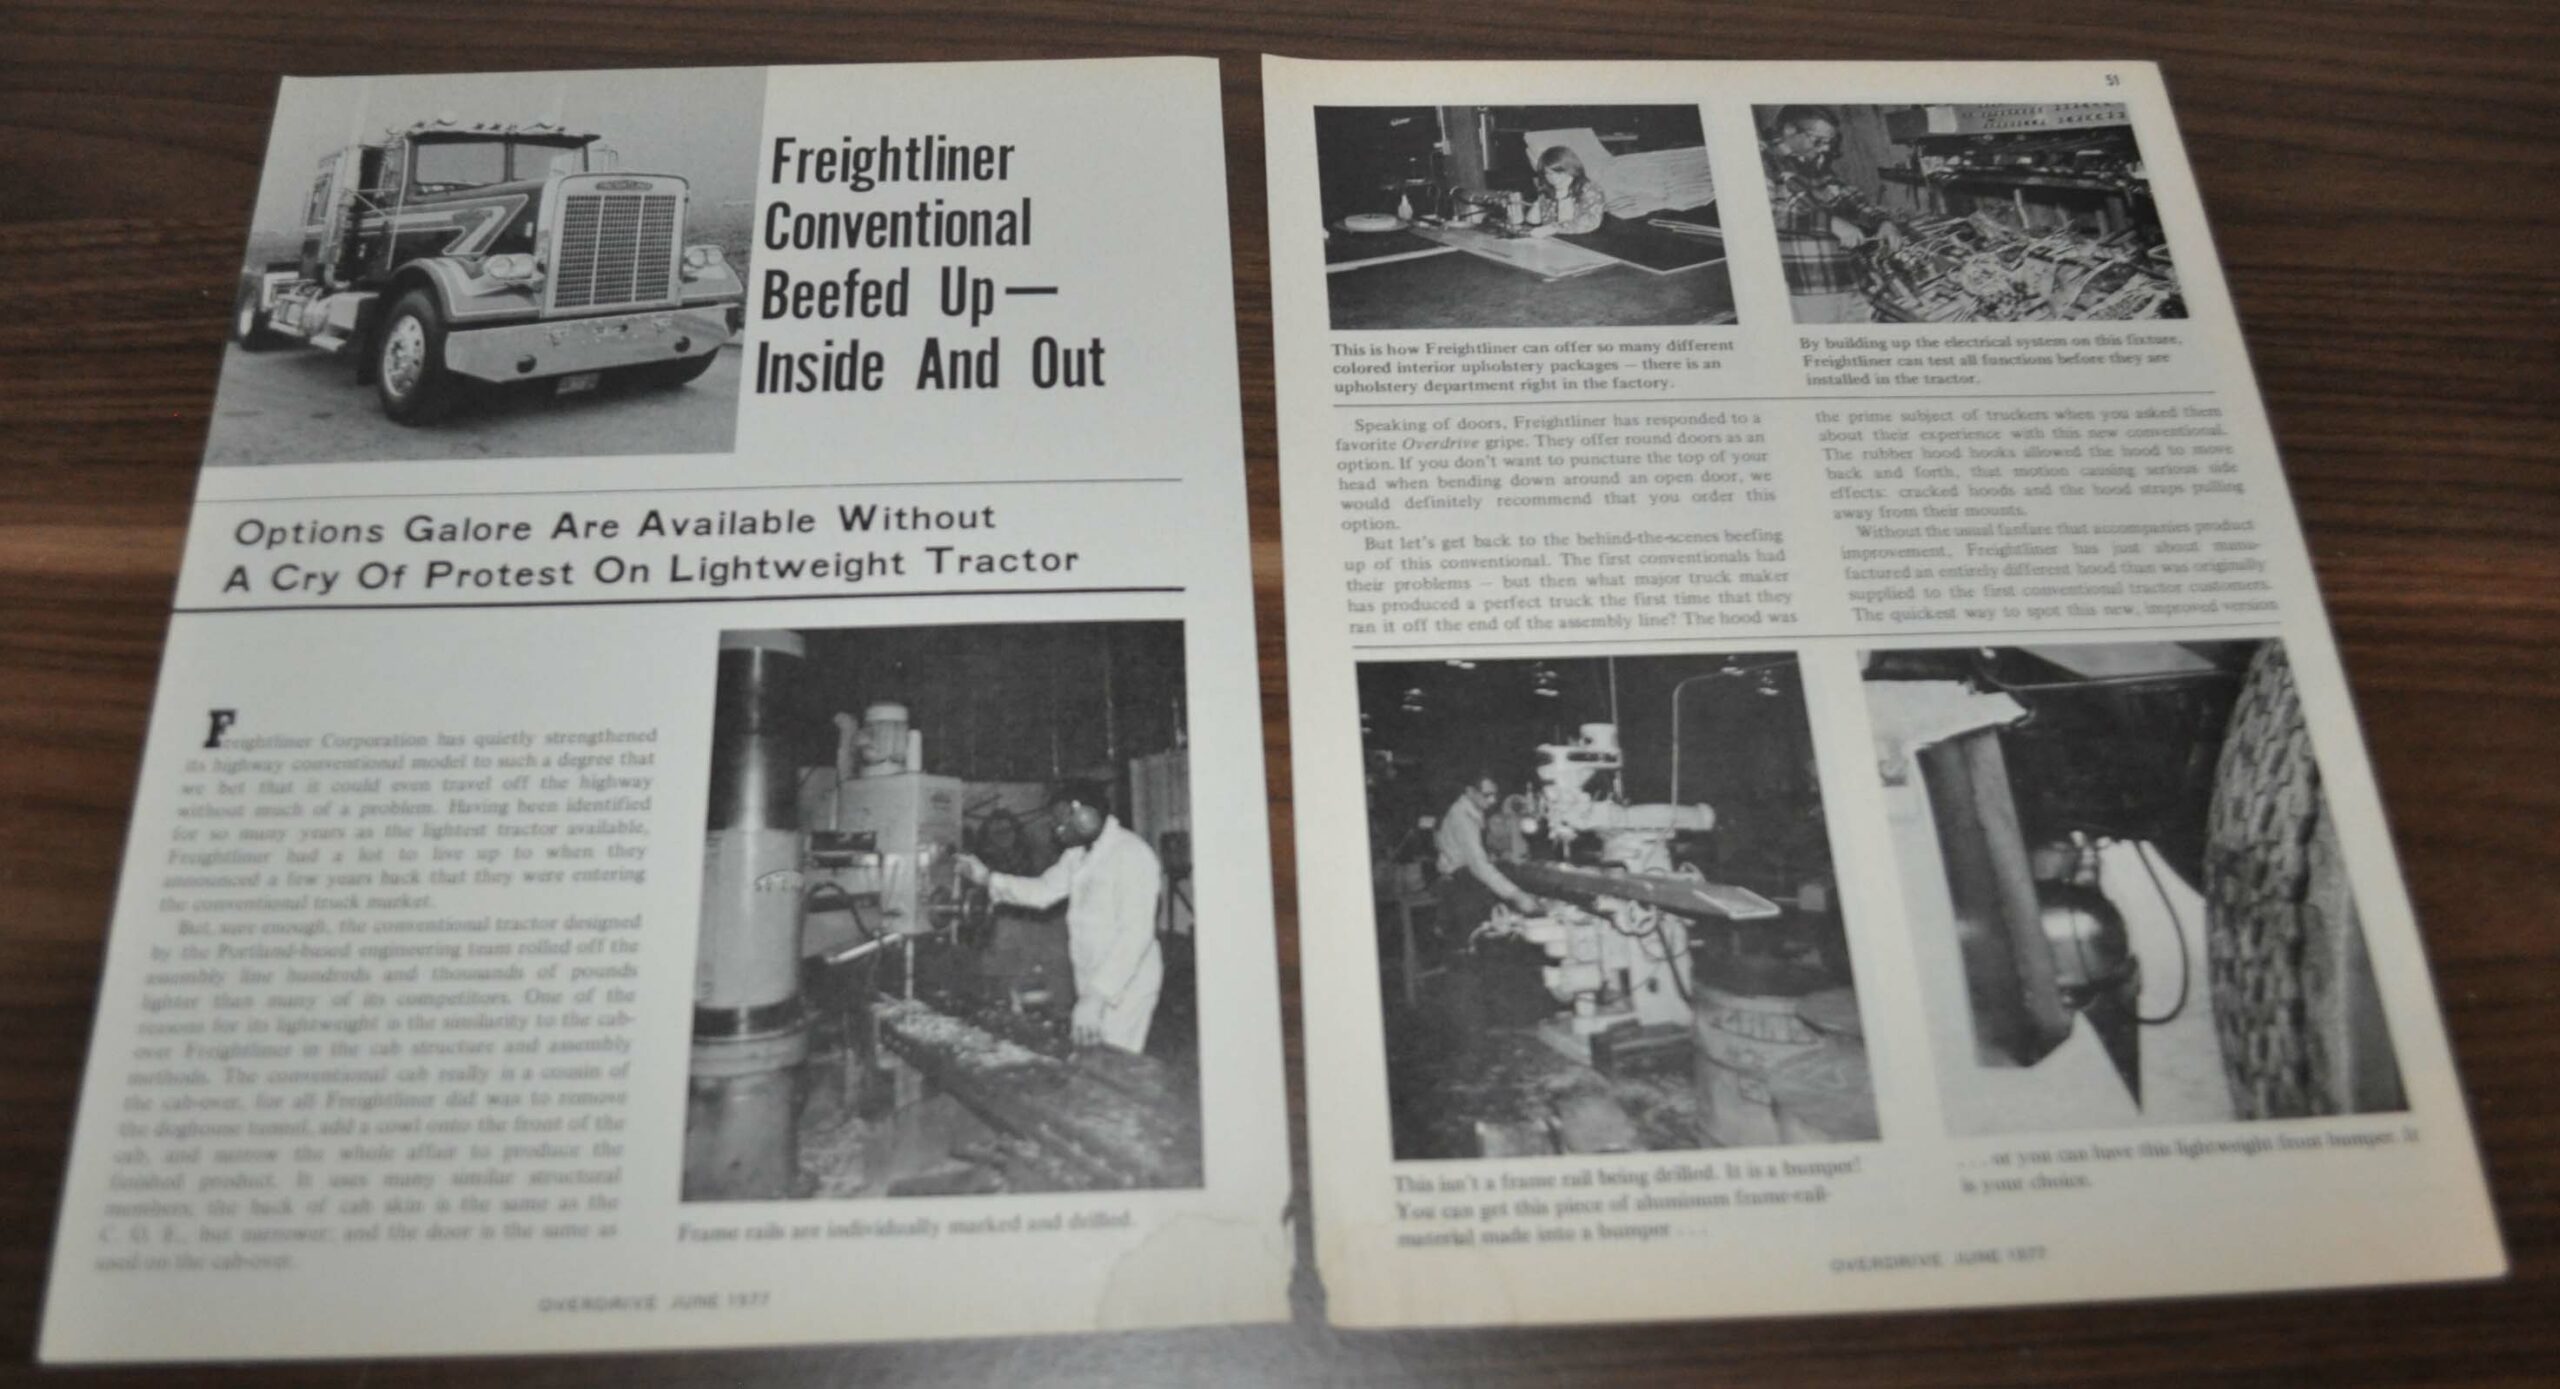 FREIGHTLINER
Freightliner
Conventional
Beefed Up —
Inside And Out
Options Galore Are Available Without
A Cry Of Protest On Lightweight Tractor
Freightliner Corporation has quietly strengthened
its highway conventional model to such a degree that
we bet that it could even travel off the highway
without much of a problem. Having been identified
for so many years as the lightest tractor available,
Freightliner had a lot to live up to when they
announced a few years back that they were entering
the conventional truck market.
But, sure enough, the conventional tractor designed
by the Portland-based engineering team rolled off the
assembly line hundreds and thousands of pounds
lighter than many of its competitors. One of the
reasons for its lightweight is the similarity to the cab-
over Freightliner in the cab structure and assembly
methods. The conventional cab really is a cousin of
the cab-over, for all Freightliner did was to remove
the doghouse tunnel, add a cowl onto the front of the
cab, and narrow the whole affair to produce the
finished product. It uses many similar structural
members; the back of cab skin is the same as the
C. O. E., but narrower; and the door is the same as
used on the cab-over.
Frame rails are individually marked and drilled.
OVERDRIVE JUNE 1977
51
This is how Freightliner can offer so many different
colored interior upholstery packages — there is an
upholstery department right in the factory.
By building up the electrical system on this fixture,
Freightliner can test all functions before they are
installed in the tractor.
Speaking of doors, Freightliner has responded to a
favorite Overdrive gripe. They offer round doors as an
option. If you don't want to puncture the top of your
head when bending down around an open door, we
would definitely recommend that you order this
option.
But let's get back to the behind-the-scenes beefing
up of this conventional. The first conventionals had
their problems — but then what major truck maker
has produced a perfect truck the first time that they
ran it off the end of the assembly line? The hood was
the prime subject of truckers when you asked them
about their experience with this new conventional.
The rubber hood hooks allowed the hood to move
back and forth, that motion causing serious side
effects: cracked hoods and the hood straps pulling
away from their mounts.
Without the usual fanfare that accompanies product
improvement, Freightliner has just about manu-
factured an entirely different hood than was originally
supplied to the first conventional tractor customers.
The quickest way to spot this new, improved version
This isn't a frame rail being drilled. It is a bumper!
You can get this piece of aluminum frame-rail-
material made into a bumper . . .
. . . or you can have this lightweight front bumper. It
is your choice.
OVERDRIVE JUNE 1977